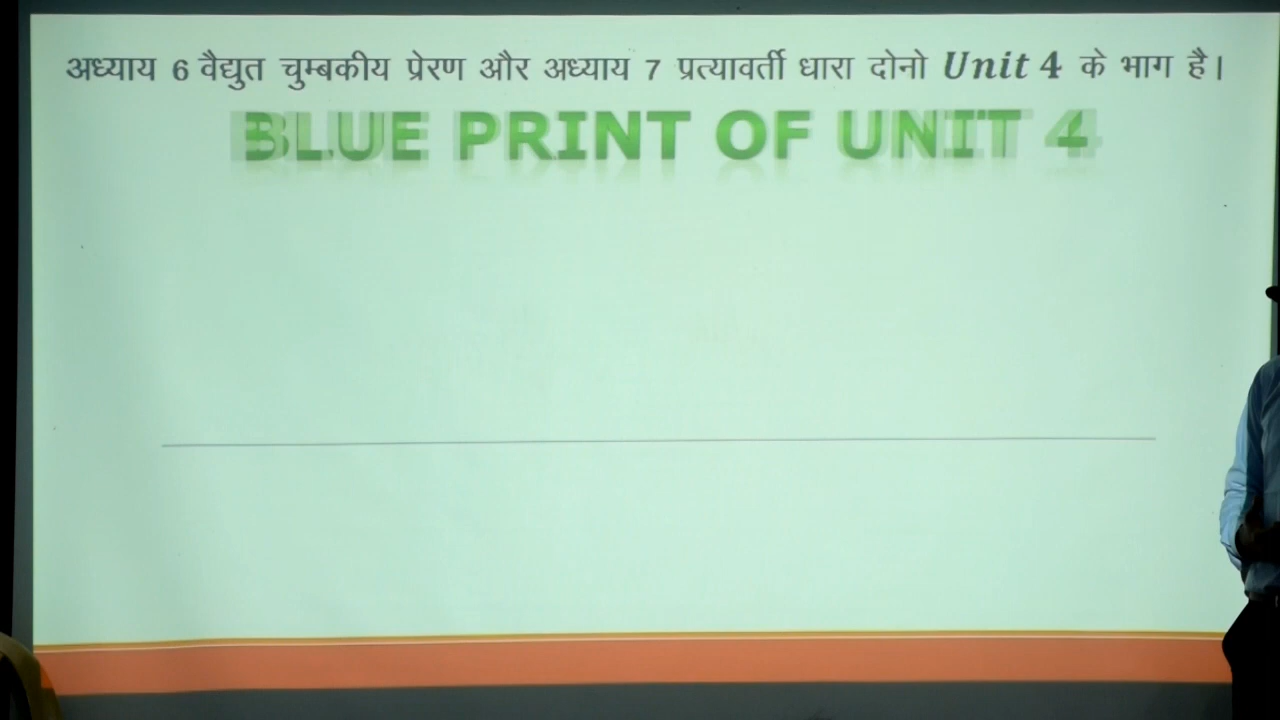 अध्याय 6 वैद्युत चुम्बकीय प्रेरण और अध्याय 7 प्रत्यावर्ती धारा दोनो Unit 4 के भाग है।
BLUE PRINT OF UNIT 4